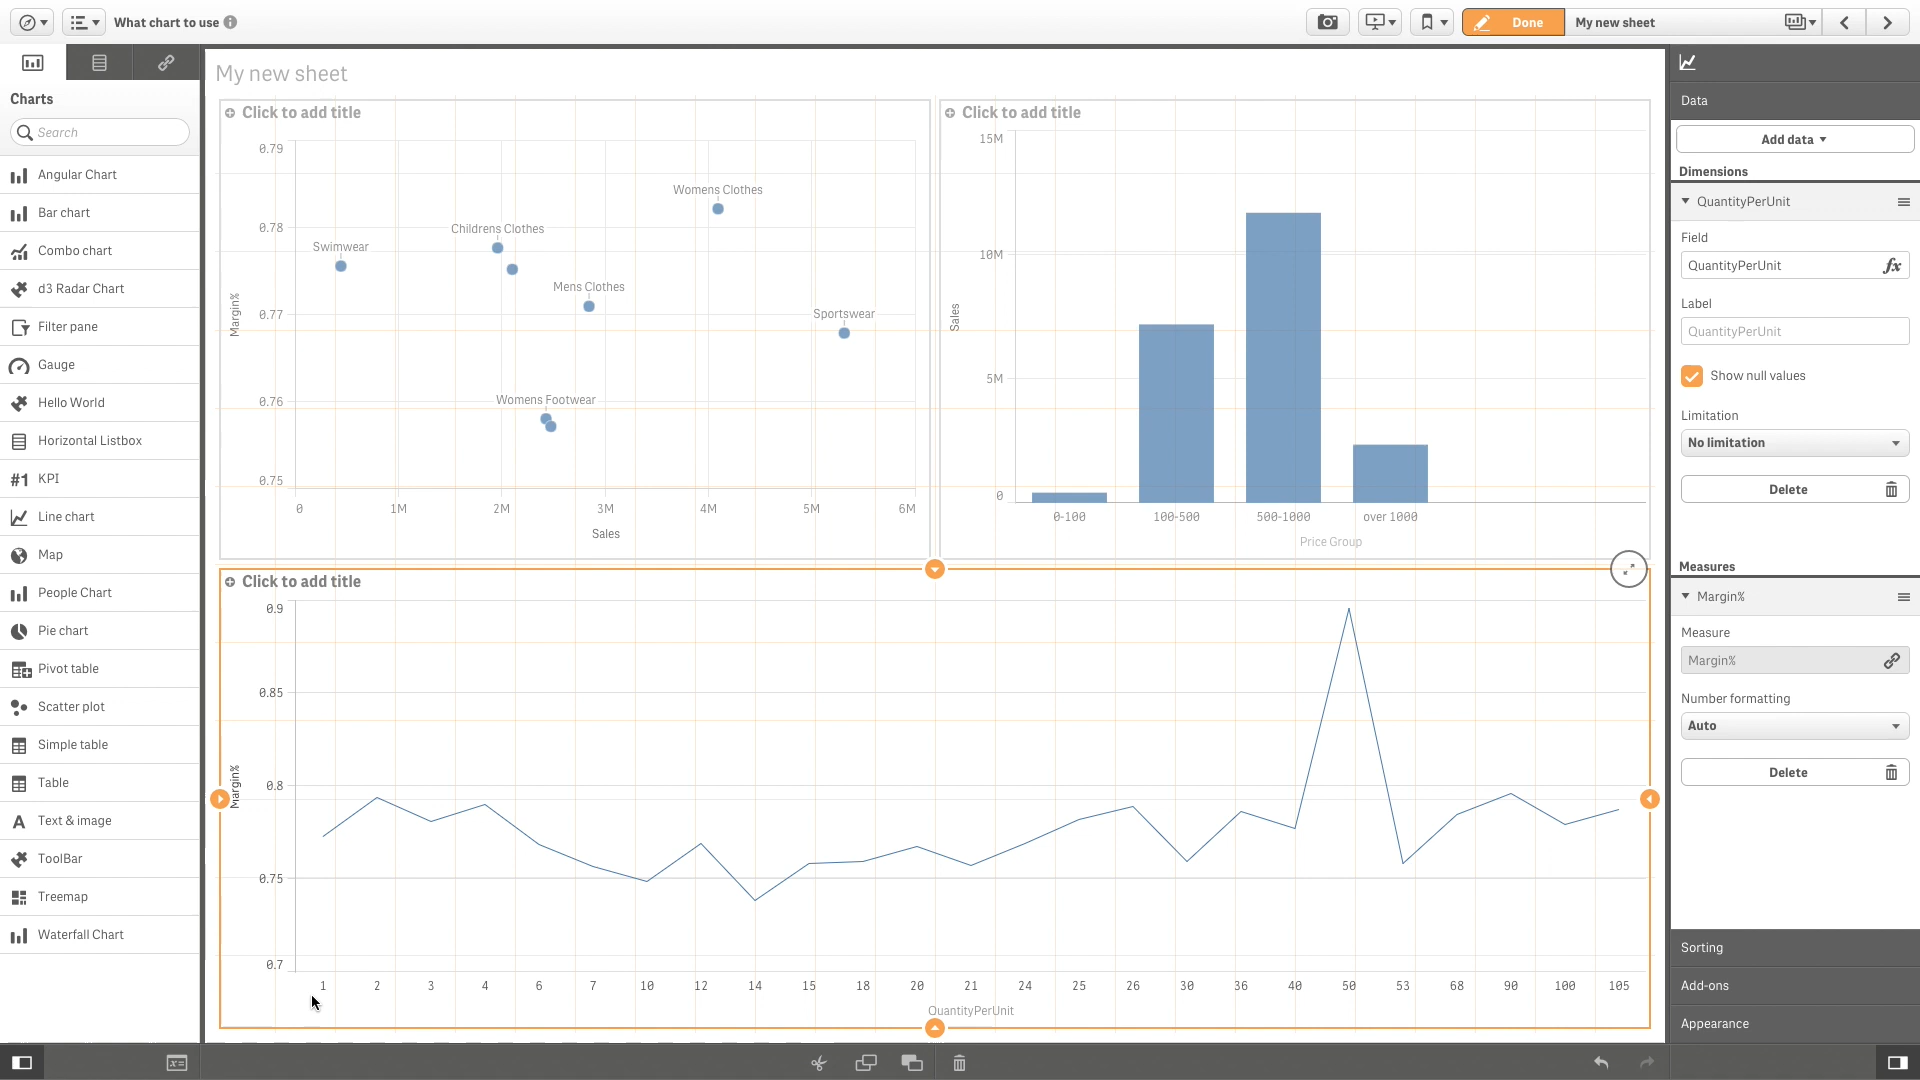 What chart to use
Done
My new sheet
Charts
Search
Angular Chart
Bar chart
Combo chart
d3 Radar Chart
Filter pane
Gauge
Hello World
Horizontal Listbox
#1 KPI
Line chart
Map
People Chart
Pie chart
Pivot table
Scatter plot
Simple table
Table
A Text & image
ToolBar
Treemap
Waterfall Chart
My new sheet
Click to add title
Margin%
0.79
0.78
0.77
0.76
0.75
Womens Clothes
Childrens Clothes
Swimwear
Mens Clothes
Sportswear
Womens Footwear
0 1M 2M 3M 4M 5M 6M
Sales
Click to add title
Sales
15M
10M
5M
0
0-100 100-500 500-1000 over 1000
Price Group
Click to add title
Margin%
0.9
0.85
0.8
0.75
0.7
1 2 3 4 6 7 10 12 14 15 18 20 21 24 25 26 30 36 40 50 53 68 90 100 105
QuantityPerUnit
Data
Add data
Dimensions
QuantityPerUnit
Field
QuantityPerUnit fx
Label
QuantityPerUnit
Show null values
Limitation
No limitation
Delete
Measures
Margin%
Measure
Margin%
Number formatting
Auto
Delete
Sorting
Add-ons
Appearance
x=